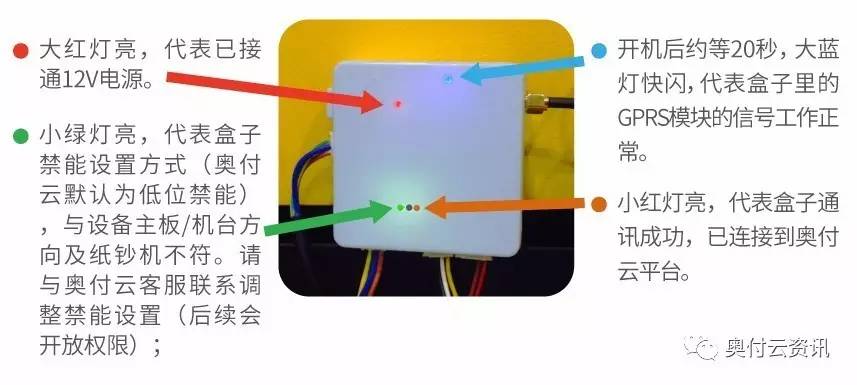 大红灯亮，代表已接
通12V电源。
小绿灯亮，代表盒子
禁能设置方式（奥付
云默认为低位禁能）
，与设备主板/机台方
向及纸钞机不符。请
与奥付云客服联系调
整禁能设置（后续会
开放权限）；
开机后约等20秒，大蓝
灯快闪，代表盒子里的
GPRS模块的信号工作正
常。
小红灯亮，代表盒子通
讯成功，已连接到奥付
云平台。
奥付云资讯